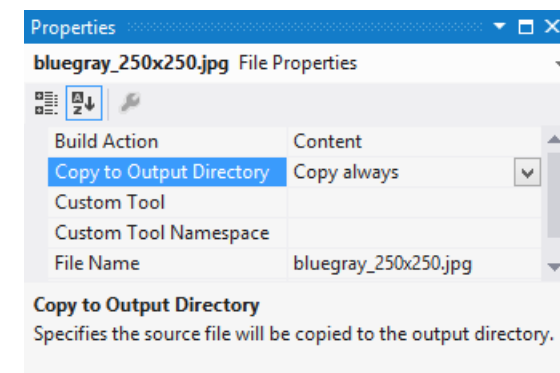 Properties
bluegray_250x250.jpg File Properties
Build Action Content
Copy to Output Directory Copy always
Custom Tool
Custom Tool Namespace
File Name bluegray_250x250.jpg
Copy to Output Directory
Specifies the source file will be copied to the output directory.